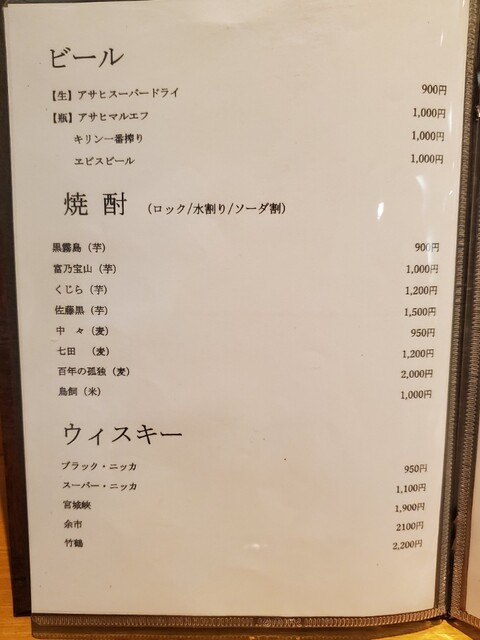 ビール
【生】アサヒスーパードライ 900円
【瓶】アサヒマルエフ 1,000円
キリン一番搾り 1,000円
ヱビスビール 1,000円
焼 酎 (ロック/水割り/ソーダ割)
黒霧島 (芋) 900円
富乃宝山 (芋) 1,000円
くじら (芋) 1,200円
佐藤黒 (芋) 1,500円
中 々 (麦) 950円
七田 (麦) 1,200円
百年の孤独 (麦) 2,000円
鳥飼 (米) 1,000円
ウィスキー
ブラック・ニッカ 950円
スーパー・ニッカ 1,100円
宮城峡 1,900円
余市 2100円
竹鶴 2,200円